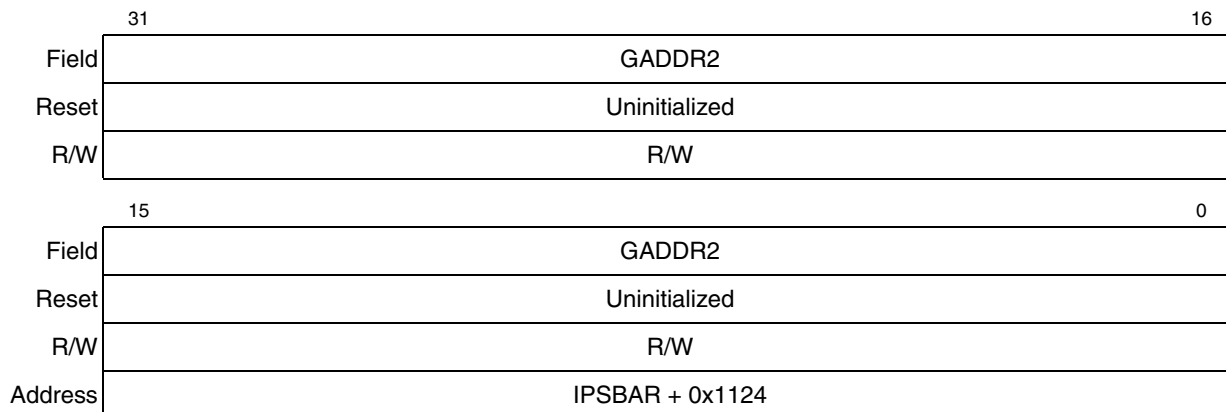 31 16
Field GADDR2
Reset Uninitialized
R/W R/W
15 0
Field GADDR2
Reset Uninitialized
R/W R/W
Address IPSBAR + 0x1124